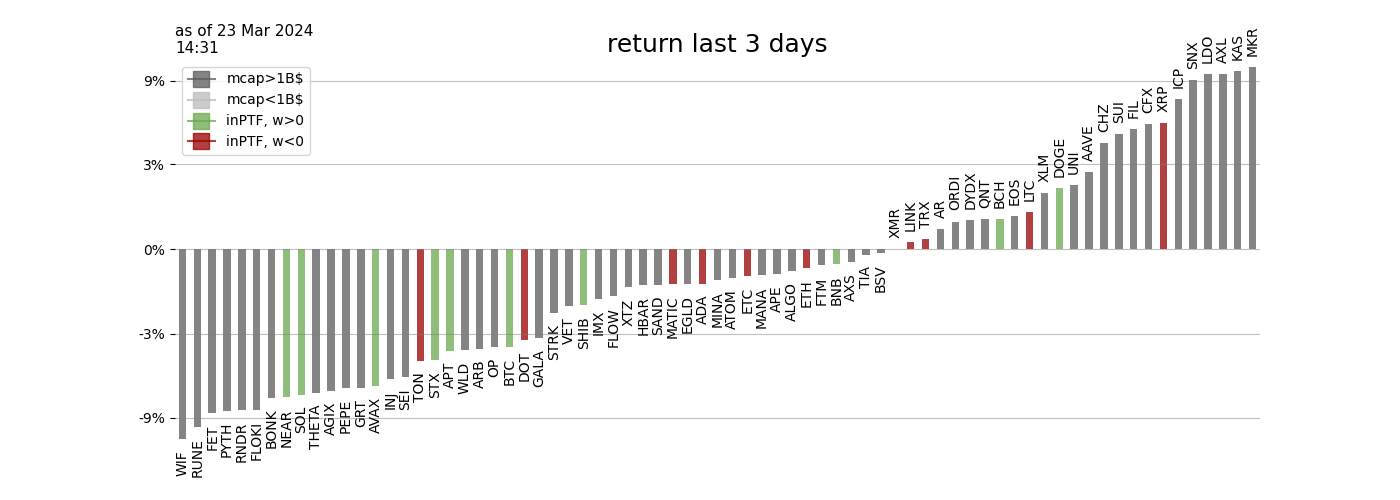 as of 23 Mar 2024
14:31
return last 3 days
mcap>1B$
mcap<1B$
inPTF, w>0
inPTF, w<0
9%
3%
0%
-3%
-9%
WIF
RUNE
FET
PYTH
RNDR
FLOKI
BONK
NEAR
SOL
THETA
AGIX
PEPE
GRT
AVAX
INJ
SEI
TON
STX
APT
WLD
ARB
OP
BTC
DOT
GALA
STRK
VET
SHIB
IMX
FLOW
XTZ
HBAR
SAND
MATIC
EGLD
ADA
MINA
ATOM
ETC
MANA
APE
ALGO
ETH
FTM
BNB
AXS
TIA
BSV
XMR
LINK
TRX
AR
ORDI
DYDX
QNT
BCH
EOS
LTC
XLM
DOGE
UNI
AAVE
CHZ
SUI
FIL
CFX
XRP
ICP
SNX
LDO
AXL
KAS
MKR